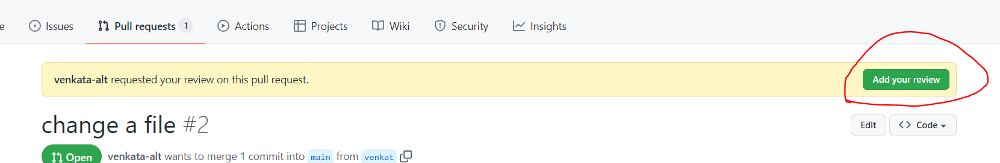 e Issues Pull requests 1 Actions Projects Wiki Security Insights
venkata-alt requested your review on this pull request. Add your review
change a file #2 Edit <> Code
Open venkata-alt wants to merge 1 commit into main from venkat